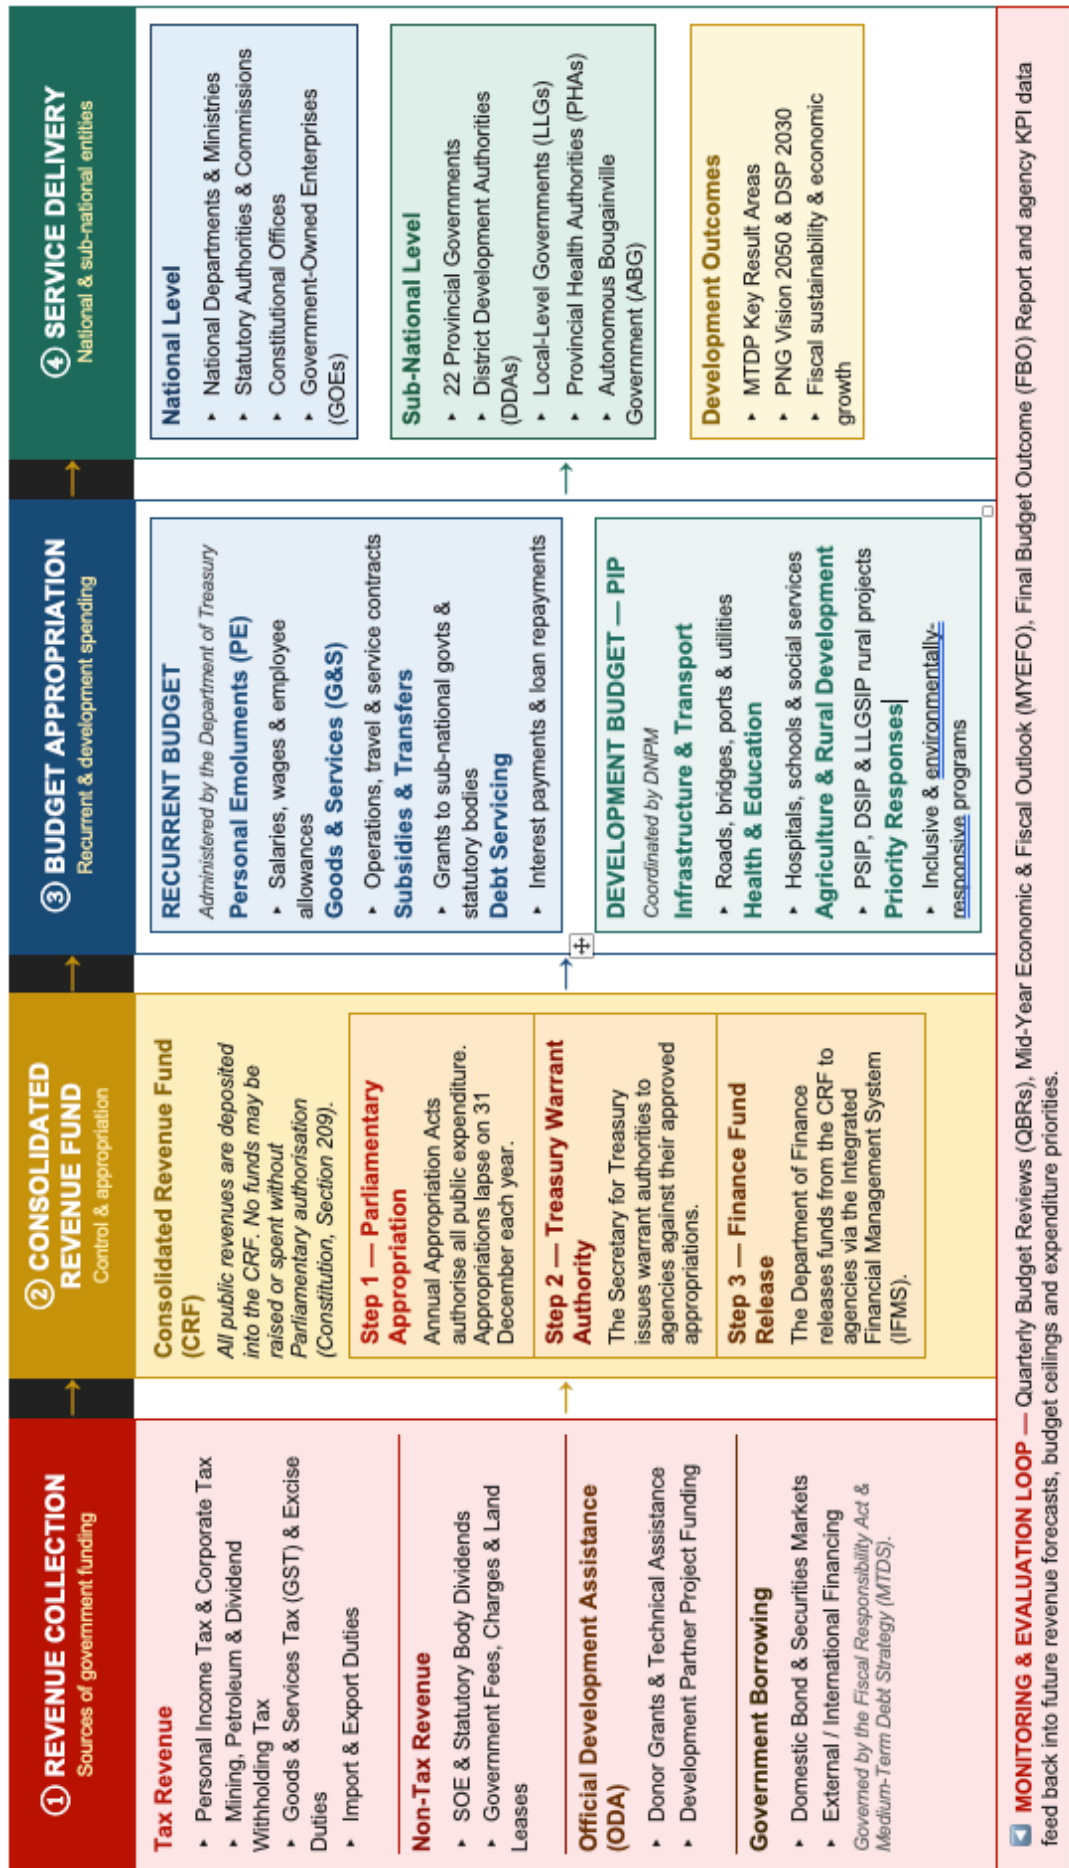 ① REVENUE COLLECTION
Sources of government funding
Tax Revenue
‣ Personal Income Tax & Corporate Tax
‣ Mining, Petroleum & Dividend
Withholding Tax
‣ Goods & Services Tax (GST) & Excise
Duties
‣ Import & Export Duties
Non-Tax Revenue
‣ SOE & Statutory Body Dividends
‣ Government Fees, Charges & Land
Leases
Official Development Assistance
(ODA)
‣ Donor Grants & Technical Assistance
‣ Development Partner Project Funding
Government Borrowing
‣ Domestic Bond & Securities Markets
‣ External / International Financing
Governed by the Fiscal Responsibility Act &
Medium-Term Debt Strategy (MTDS).
→
→
② CONSOLIDATED
REVENUE FUND
Control & appropriation
Consolidated Revenue Fund
(CRF)
All public revenues are deposited
into the CRF. No funds may be
raised or spent without
Parliamentary authorisation
(Constitution, Section 209).
Step 1 — Parliamentary
Appropriation
Annual Appropriation Acts
authorise all public expenditure.
Appropriations lapse on 31
December each year.
Step 2 — Treasury Warrant
Authority
The Secretary for Treasury
issues warrant authorities to
agencies against their approved
appropriations.
Step 3 — Finance Fund
Release
The Department of Finance
releases funds from the CRF to
agencies via the Integrated
Financial Management System
(IFMS).
→
→
③ BUDGET APPROPRIATION
Recurrent & development spending
RECURRENT BUDGET
Administered by the Department of Treasury
Personal Emoluments (PE)
‣ Salaries, wages & employee
allowances
Goods & Services (G&S)
‣ Operations, travel & service contracts
Subsidies & Transfers
‣ Grants to sub-national govts &
statutory bodies
Debt Servicing
‣ Interest payments & loan repayments
DEVELOPMENT BUDGET — PIP
Coordinated by DNPM
Infrastructure & Transport
‣ Roads, bridges, ports & utilities
Health & Education
‣ Hospitals, schools & social services
Agriculture & Rural Development
‣ PSIP, DSIP & LLGSIP rural projects
Priority Responses
‣ Inclusive & environmentally-
responsive programs
→
→
④ SERVICE DELIVERY
National & sub-national entities
National Level
‣ National Departments & Ministries
‣ Statutory Authorities & Commissions
‣ Constitutional Offices
‣ Government-Owned Enterprises
(GOEs)
Sub-National Level
‣ 22 Provincial Governments
‣ District Development Authorities
(DDAs)
‣ Local-Level Governments (LLGs)
‣ Provincial Health Authorities (PHAs)
‣ Autonomous Bougainville
Government (ABG)
Development Outcomes
‣ MTDP Key Result Areas
‣ PNG Vision 2050 & DSP 2030
‣ Fiscal sustainability & economic
growth
◀ MONITORING & EVALUATION LOOP — Quarterly Budget Reviews (QBRs), Mid-Year Economic & Fiscal Outlook (MYEFO), Final Budget Outcome (FBO) Report and agency KPI data
feed back into future revenue forecasts, budget ceilings and expenditure priorities.